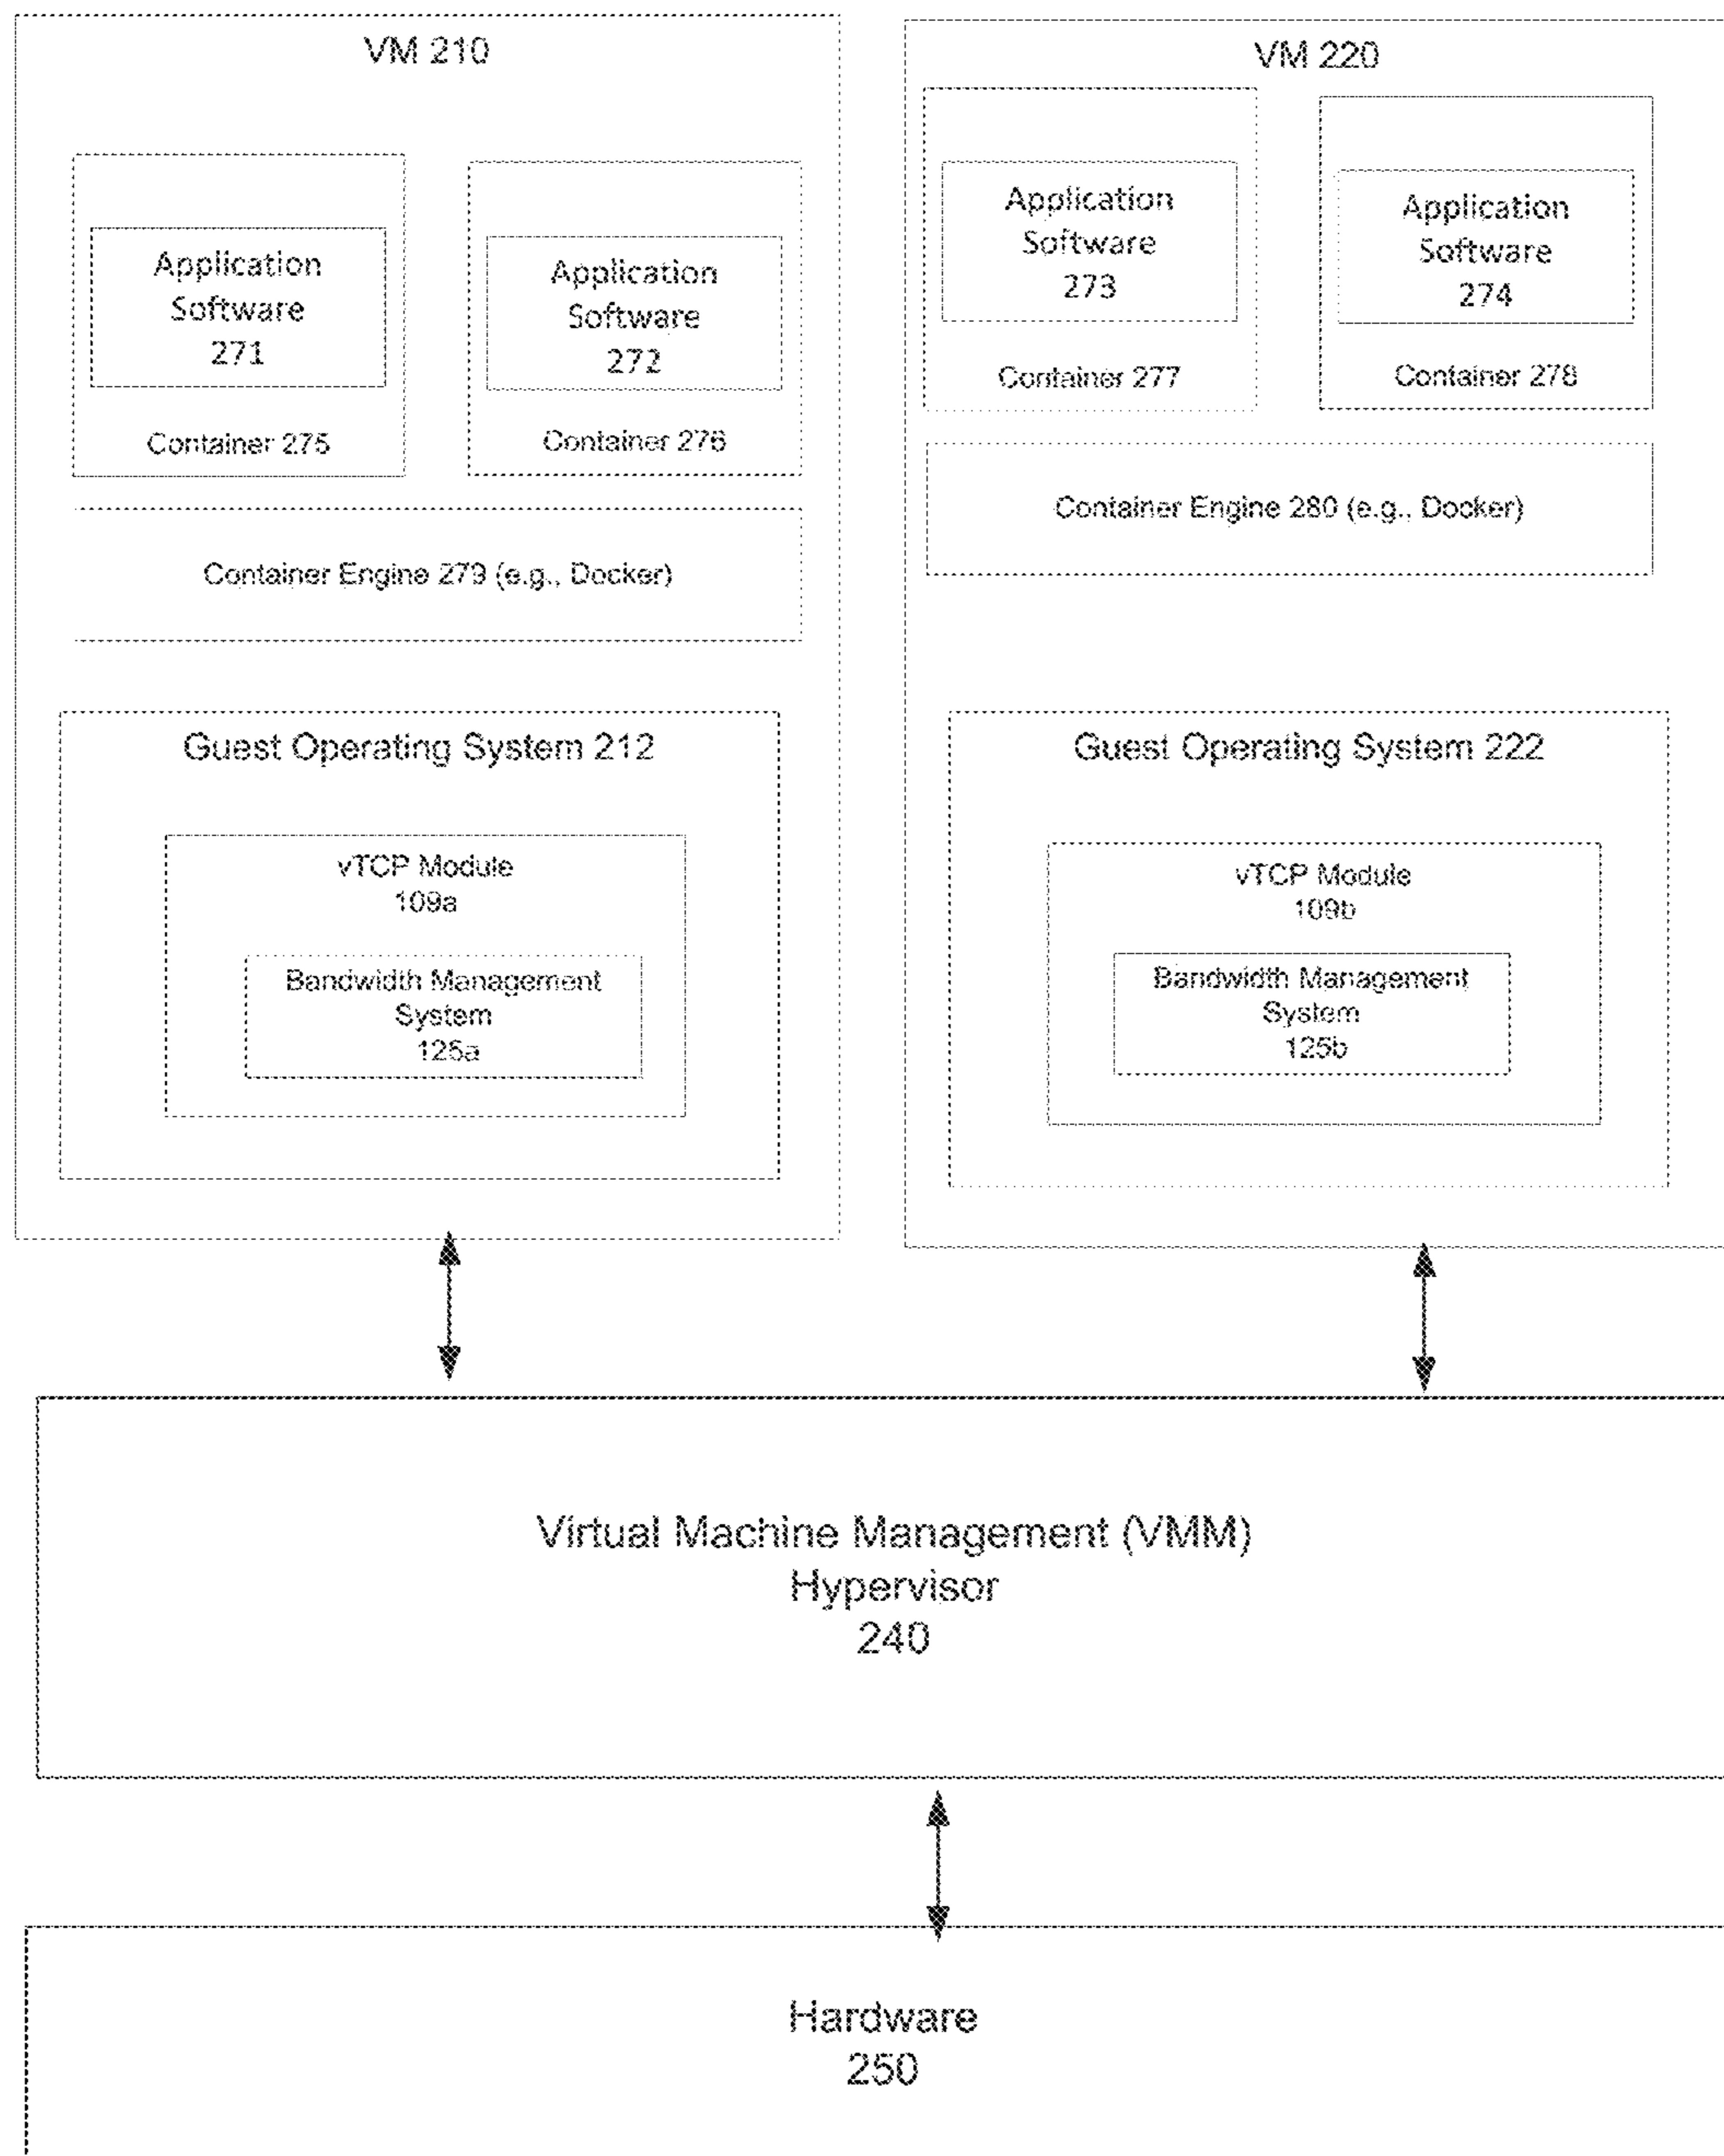 VM 210
Application
Software
271
Container 275
Application
Software
272
Container 276
Container Engine 279 (e.g., Docker)
Guest Operating System 212
vTCP Module
109a
Bandwidth Management
System
125a
VM 220
Application
Software
273
Container 277
Application
Software
274
Container 278
Container Engine 280 (e.g., Docker)
Guest Operating System 222
vTCP Module
109b
Bandwidth Management
System
125b
Virtual Machine Management (VMM)
Hypervisor
240
Hardware
250